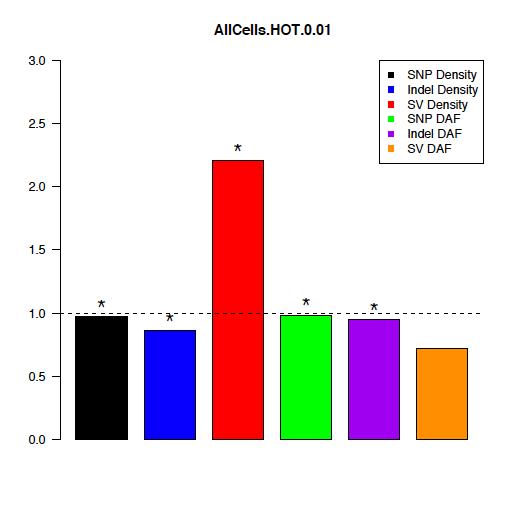 AllCells.HOT.0.01
3.0
2.5
2.0
1.5
1.0
0.5
0.0
SNP Density
Indel Density
SV Density
SNP DAF
Indel DAF
SV DAF
*
*
*
*
*